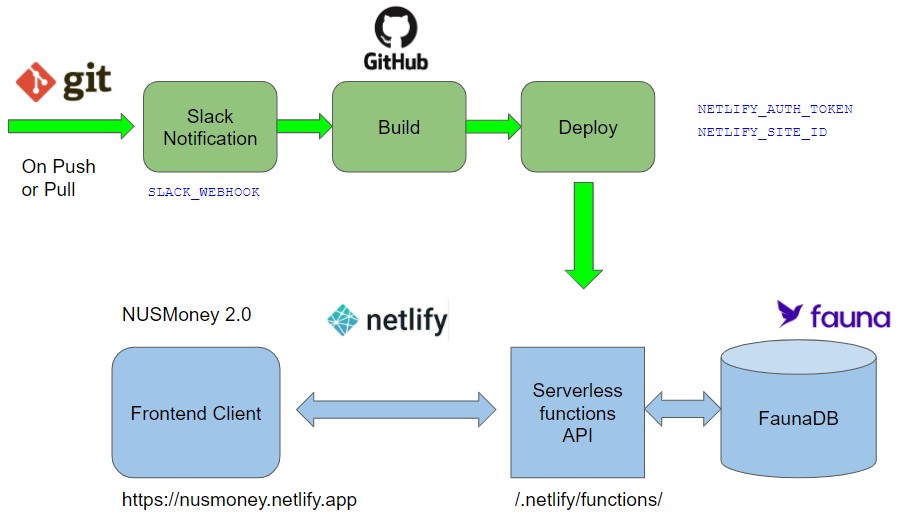 GitHub
git
Slack
Notification
Build
Deploy
NETLIFY_AUTH_TOKEN
NETLIFY_SITE_ID
On Push
or Pull
SLACK_WEBHOOK
NUSMoney 2.0
netlify
fauna
Frontend Client
Serverless
functions
API
FaunaDB
https://nusmoney.netlify.app
/.netlify/functions/